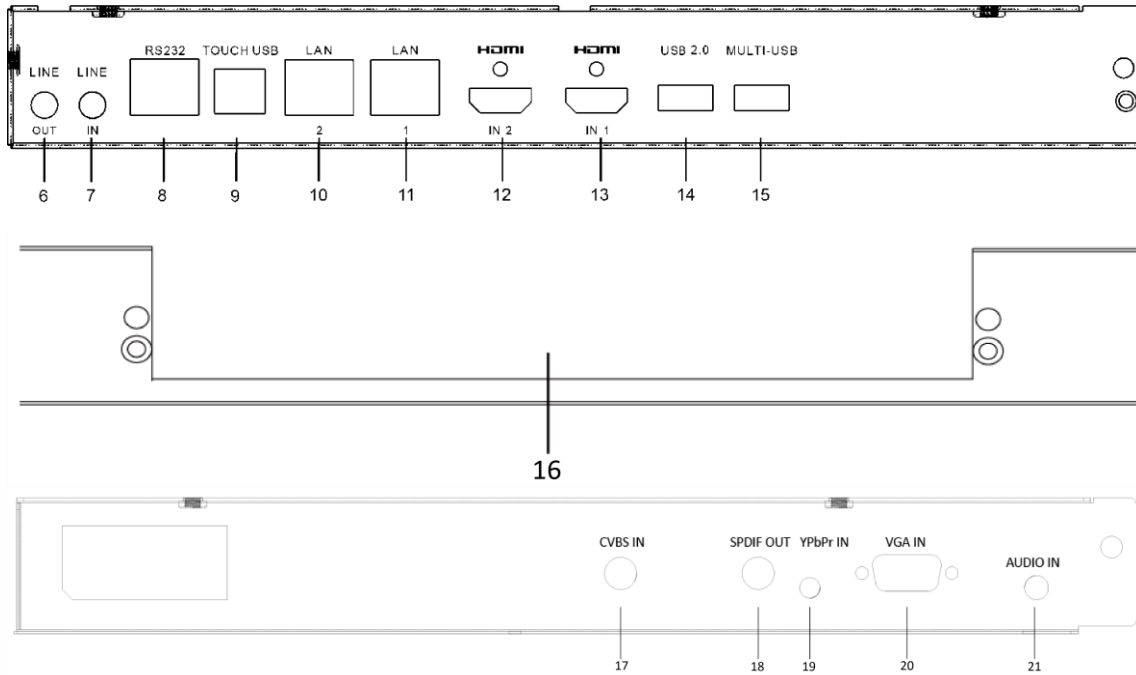 RS232 TOUCH USB LAN LAN HDMI HDMI USB 2.0 MULTI-USB
LINE LINE
OUT IN 2 1 IN 2 IN 1
6 7 8 9 10 11 12 13 14 15
16
CVBS IN SPDIF OUT YPbPr IN VGA IN
AUDIO IN
17 18 19 20 21